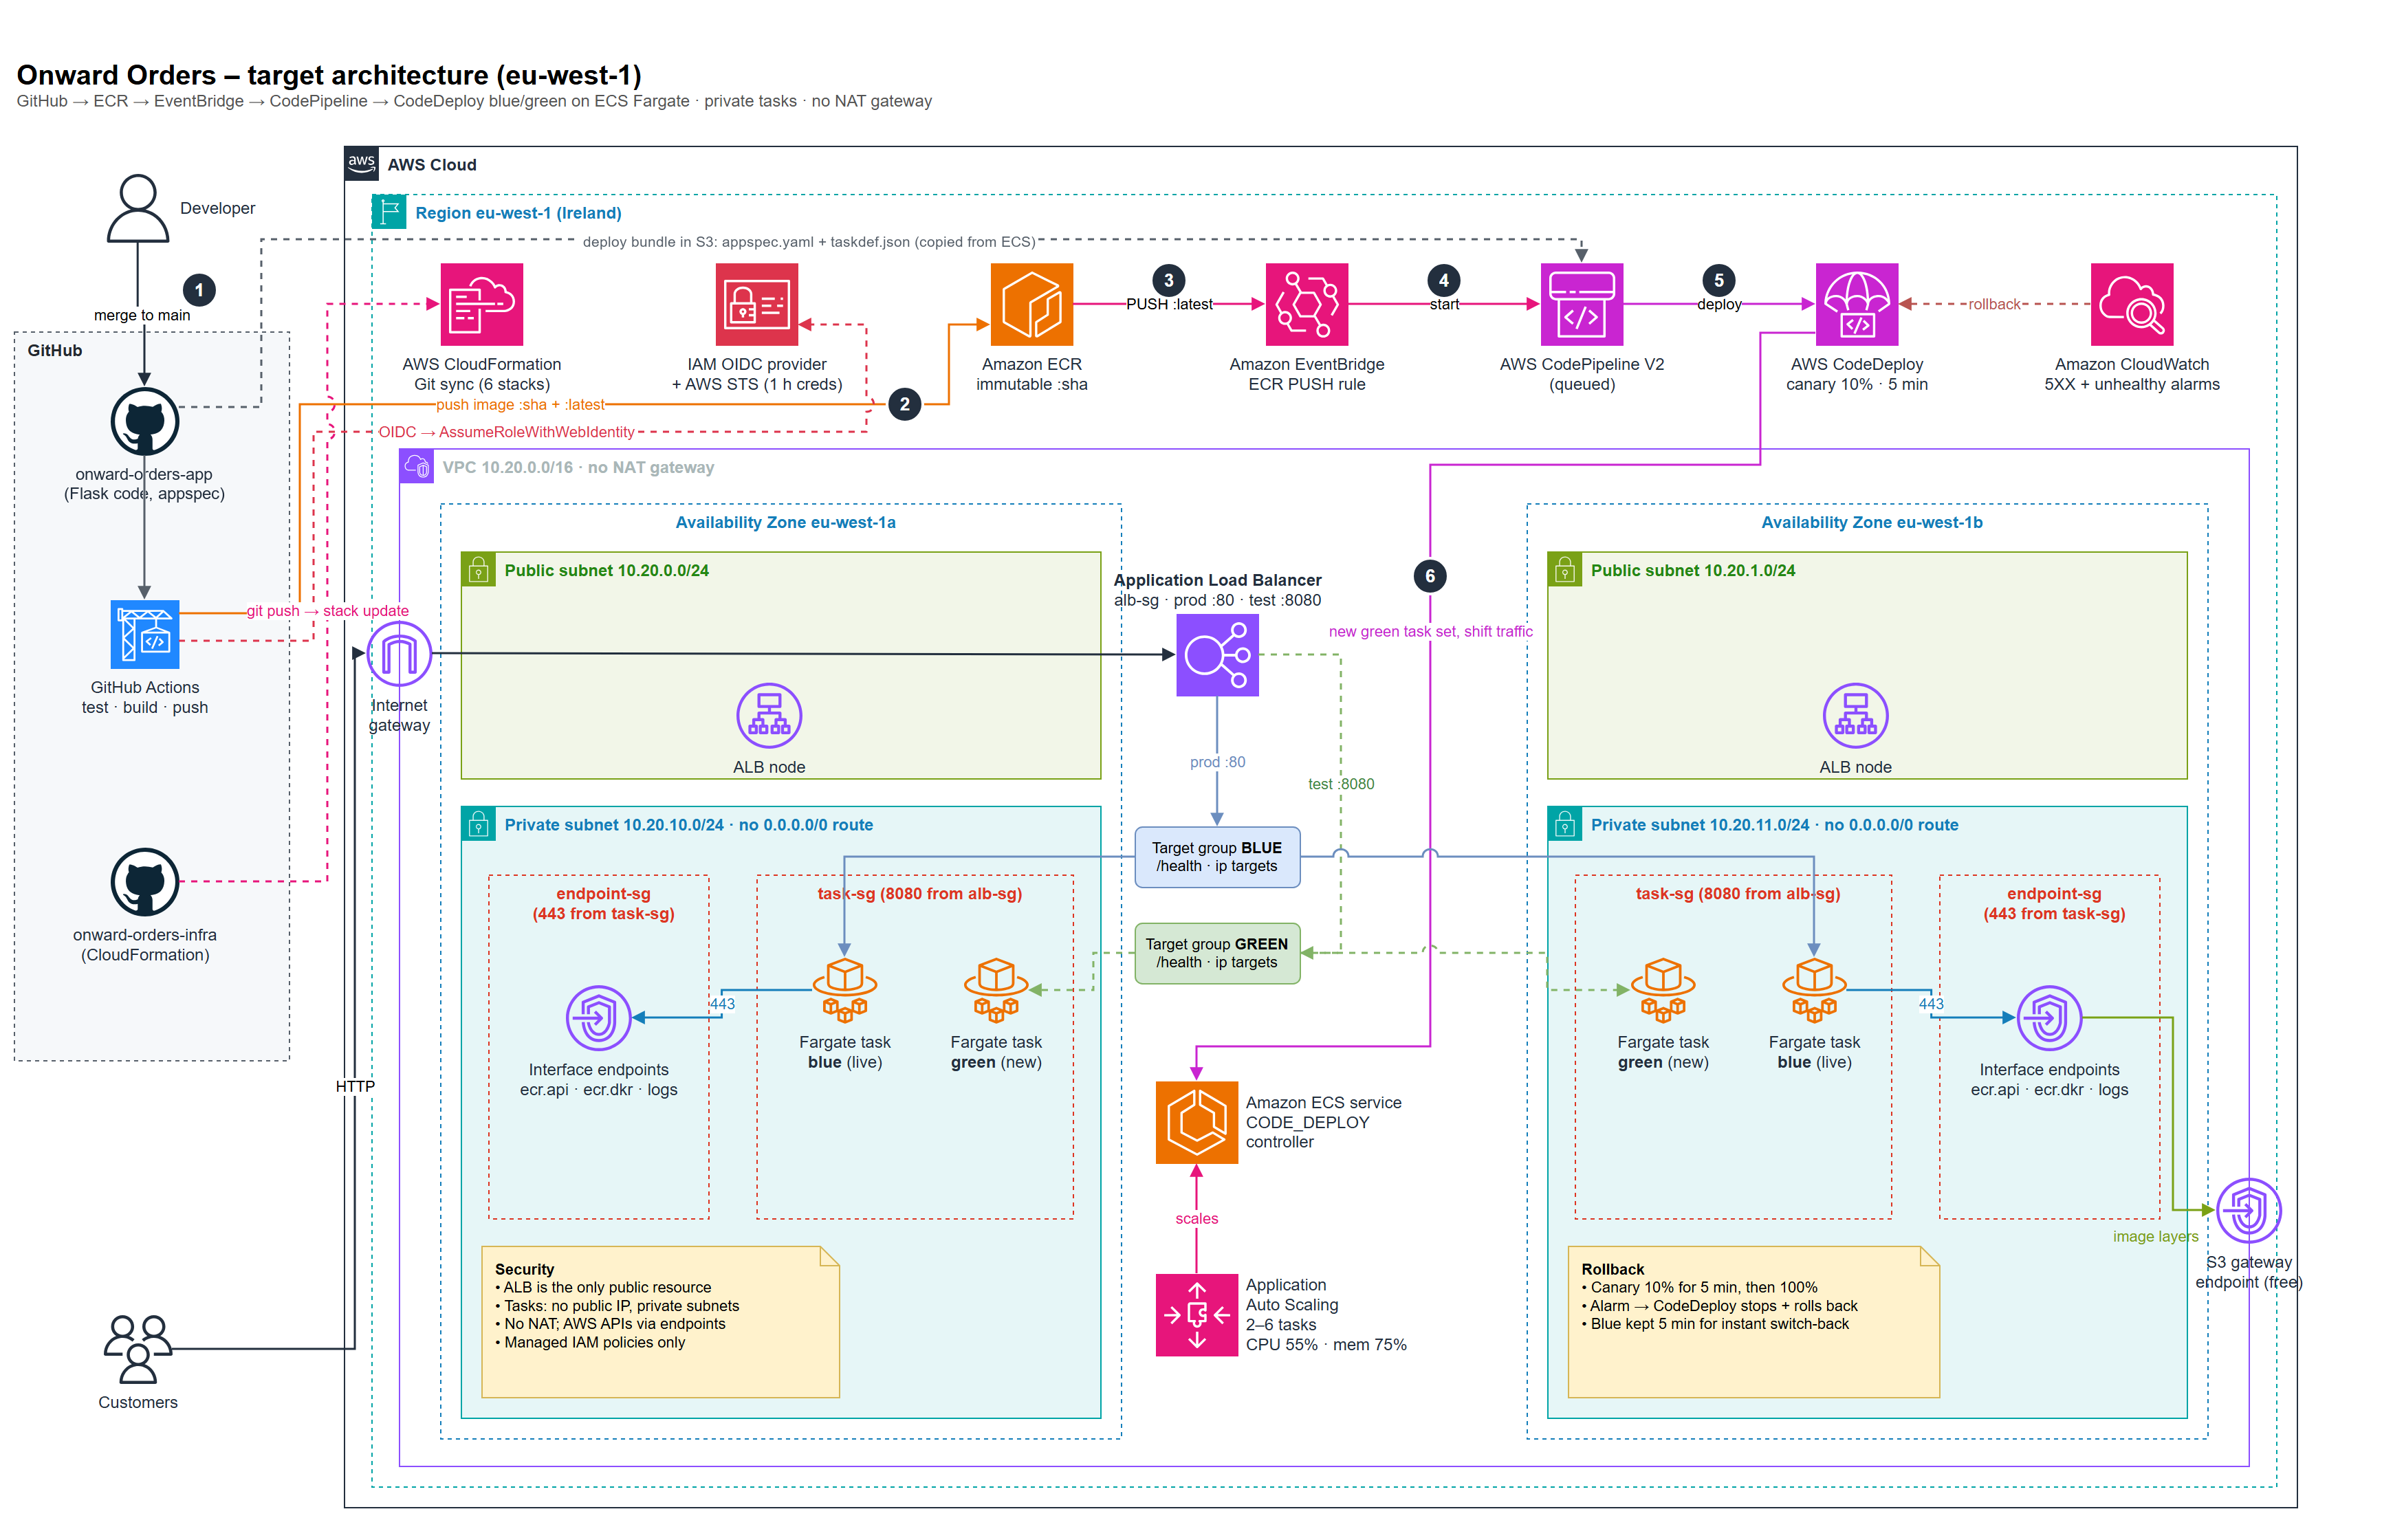 Onward Orders – target architecture (eu-west-1)
GitHub → ECR → EventBridge → CodePipeline → CodeDeploy blue/green on ECS Fargate · private tasks · no NAT gateway
aws
AWS Cloud
Region eu-west-1 (Ireland)
Developer
1
merge to main
deploy bundle in S3: appspec.yaml + taskdef.json (copied from ECS)
AWS CloudFormation
Git sync (6 stacks)
IAM OIDC provider
+ AWS STS (1 h creds)
Amazon ECR
immutable :sha
3
PUSH :latest
Amazon EventBridge
ECR PUSH rule
4
start
AWS CodePipeline V2
(queued)
5
deploy
AWS CodeDeploy
canary 10% · 5 min
rollback
Amazon CloudWatch
5XX + unhealthy alarms
push image :sha + :latest
2
OIDC → AssumeRoleWithWebIdentity
GitHub
onward-orders-app
(Flask code, appspec)
git push → stack update
GitHub Actions
test · build · push
onward-orders-infra
(CloudFormation)
HTTP
Customers
VPC 10.20.0.0/16 · no NAT gateway
Internet
gateway
Availability Zone eu-west-1a
Public subnet 10.20.0.0/24
ALB node
Private subnet 10.20.10.0/24 · no 0.0.0.0/0 route
endpoint-sg
(443 from task-sg)
task-sg (8080 from alb-sg)
443
Interface endpoints
ecr.api · ecr.dkr · logs
Fargate task
blue (live)
Fargate task
green (new)
Security
• ALB is the only public resource
• Tasks: no public IP, private subnets
• No NAT; AWS APIs via endpoints
• Managed IAM policies only
Application Load Balancer
alb-sg · prod :80 · test :8080
6
new green task set, shift traffic
prod :80
test :8080
Target group BLUE
/health · ip targets
Target group GREEN
/health · ip targets
Amazon ECS service
CODE_DEPLOY
controller
scales
Application
Auto Scaling
2–6 tasks
CPU 55% · mem 75%
Availability Zone eu-west-1b
Public subnet 10.20.1.0/24
ALB node
Private subnet 10.20.11.0/24 · no 0.0.0.0/0 route
task-sg (8080 from alb-sg)
endpoint-sg
(443 from task-sg)
443
Fargate task
green (new)
Fargate task
blue (live)
Interface endpoints
ecr.api · ecr.dkr · logs
image layers
S3 gateway
endpoint (free)
Rollback
• Canary 10% for 5 min, then 100%
• Alarm → CodeDeploy stops + rolls back
• Blue kept 5 min for instant switch-back